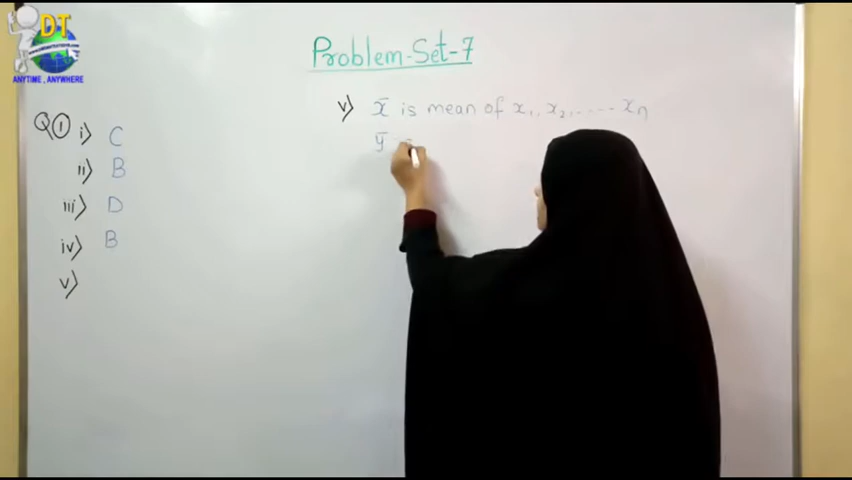 DT
ANYTIME, ANYWHERE
Problem-Set-7
Q① i) C
ii) B
iii) D
iv) B
v)
v) x̄ is mean of x₁, x₂, ..... xₙ
ȳ